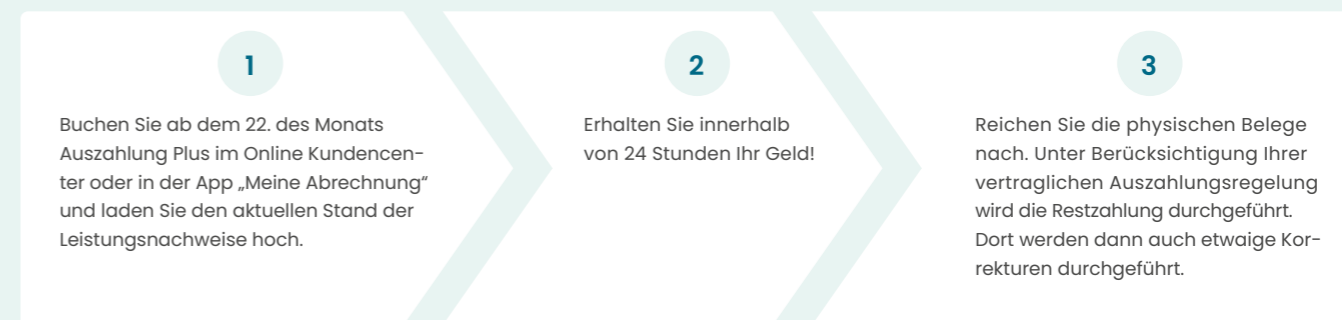 1
Buchen Sie ab dem 22. des Monats
Auszahlung Plus im Online Kundencen-
ter oder in der App „Meine Abrechnung“
und laden Sie den aktuellen Stand der
Leistungsnachweise hoch.
2
Erhalten Sie innerhalb
von 24 Stunden Ihr Geld!
3
Reichen Sie die physischen Belege
nach. Unter Berücksichtigung Ihrer
vertraglichen Auszahlungsregelung
wird die Restzahlung durchgeführt.
Dort werden dann auch etwaige Kor-
rekturen durchgeführt.